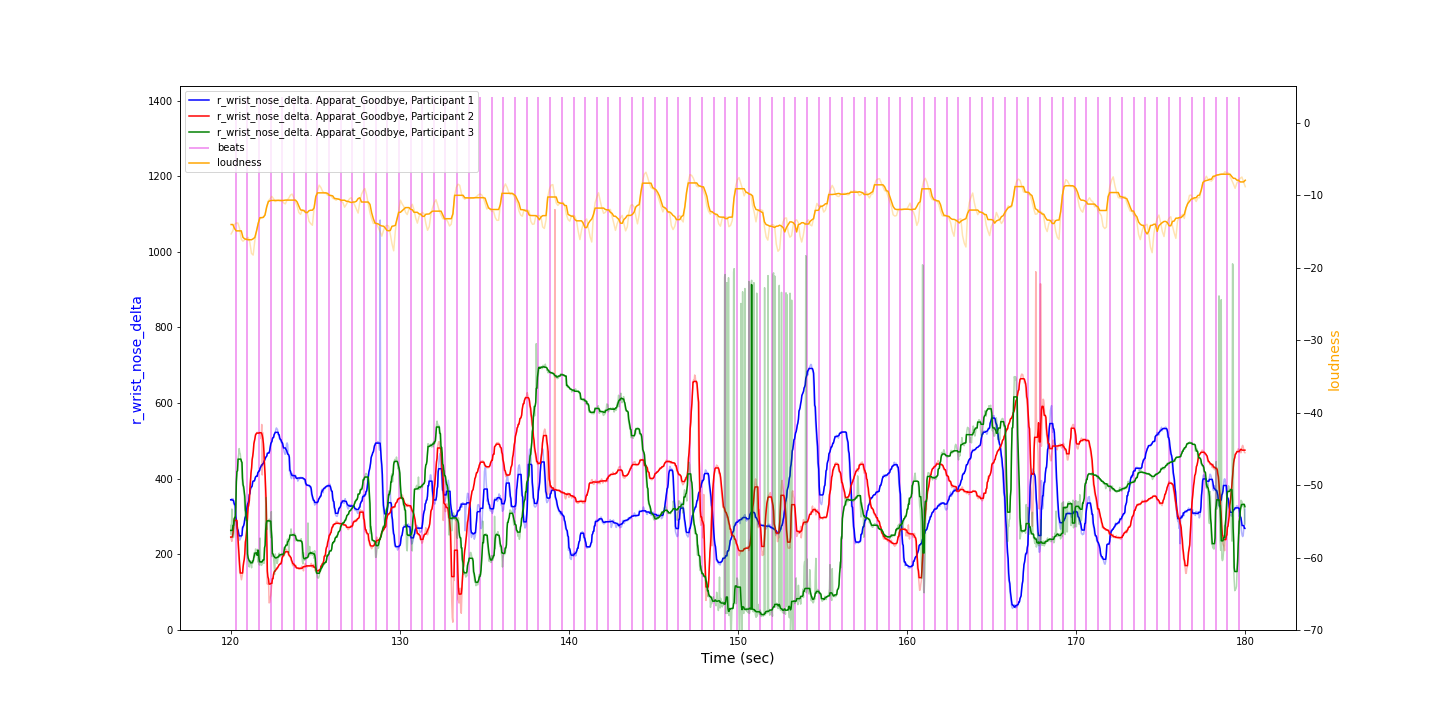 r_wrist_nose_delta. Apparat_Goodbye, Participant 1
r_wrist_nose_delta. Apparat_Goodbye, Participant 2
r_wrist_nose_delta. Apparat_Goodbye, Participant 3
beats
loudness
1400
1200
1000
800
600
400
200
0
r_wrist_nose_delta
0
−10
−20
−30
−40
−50
−60
−70
loudness
120 130 140 150 160 170 180
Time (sec)